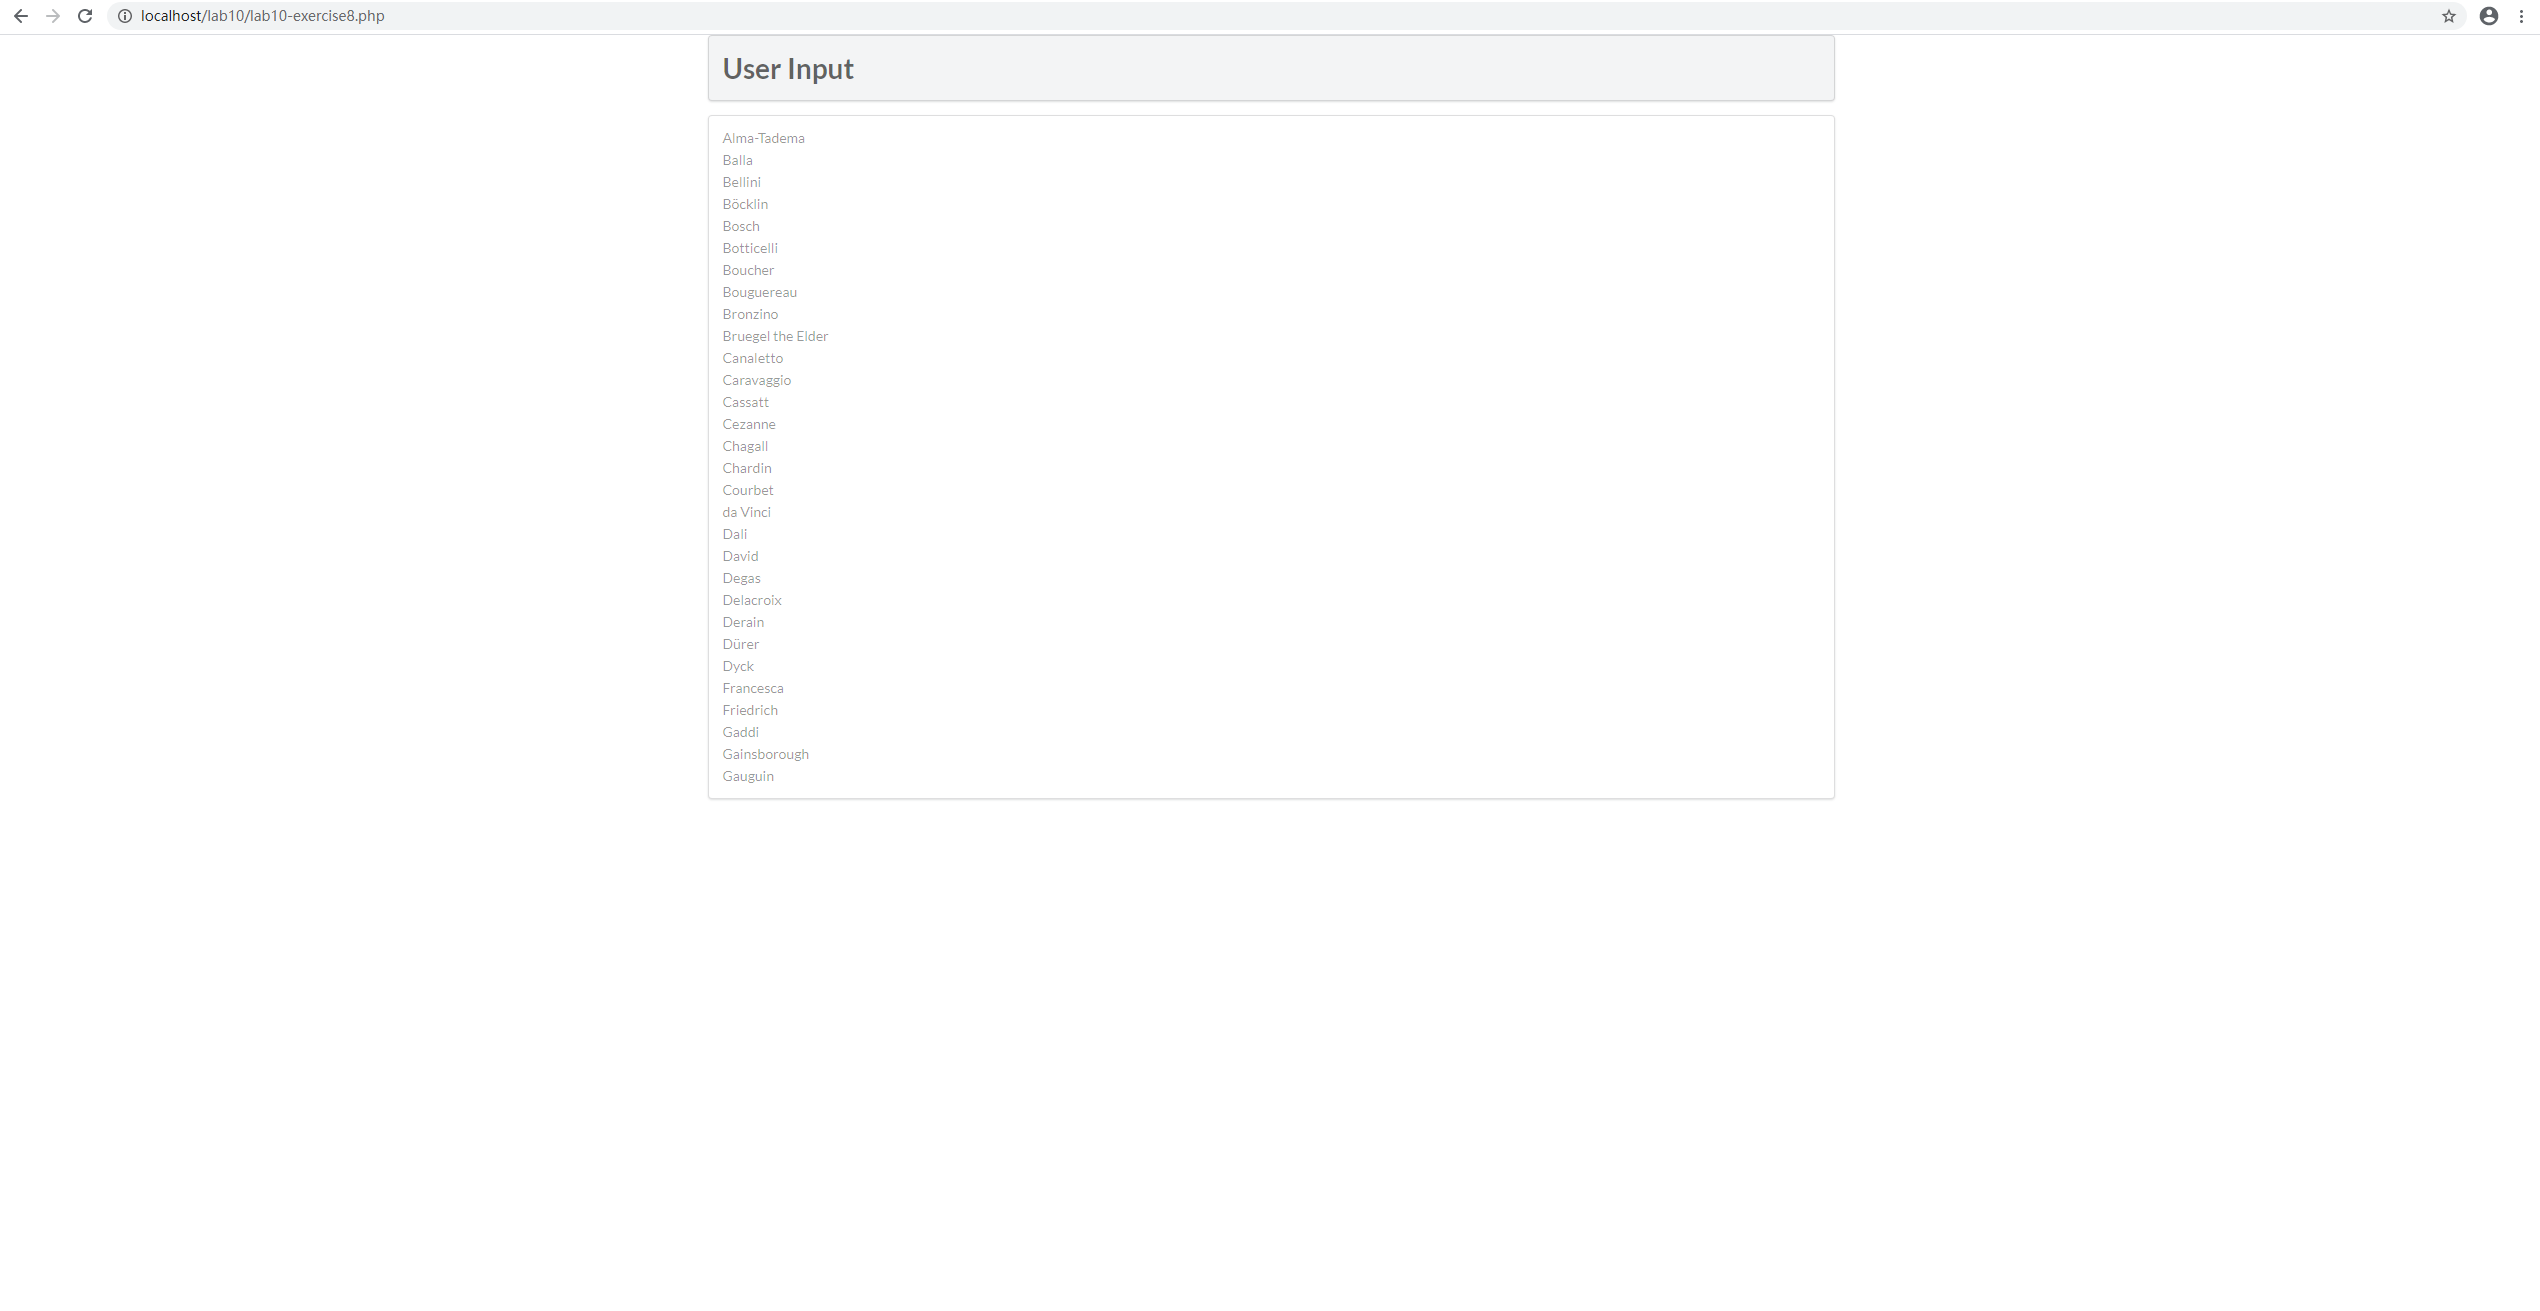 localhost/lab10/lab10-exercise8.php
User Input
Alma-Tadema
Balla
Bellini
Böcklin
Bosch
Botticelli
Boucher
Bouguereau
Bronzino
Bruegel the Elder
Canaletto
Caravaggio
Cassatt
Cezanne
Chagall
Chardin
Courbet
da Vinci
Dali
David
Degas
Delacroix
Derain
Dürer
Dyck
Francesca
Friedrich
Gaddi
Gainsborough
Gauguin